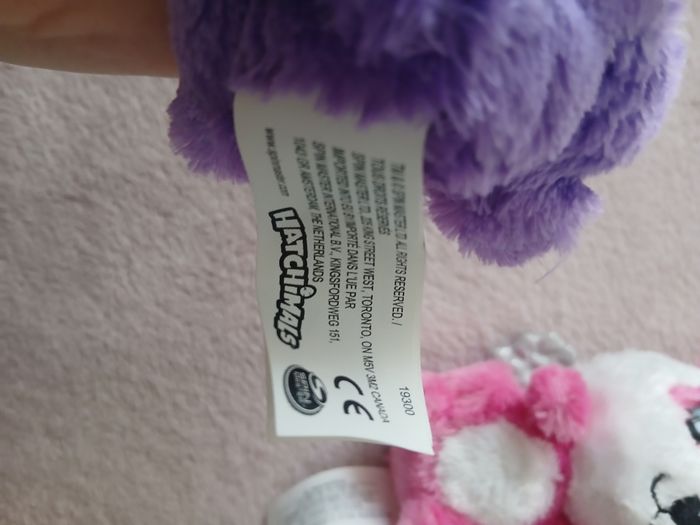 TM & © SPIN MASTER LTD. ALL RIGHTS RESERVED. /
TOUS DROITS RÉSERVÉS
SPIN MASTER LTD., 225 KING STREET WEST, TORONTO, ON M5V 3M2 CANADA
IMPORTED INTO EU BY/IMPORTÉ DANS L'UE PAR
SPIN MASTER INTERNATIONAL B.V., KINGSFORDWEG 151,
1043 GR AMSTERDAM, THE NETHERLANDS
www.spinmaster.com
19300
HATCHiMALS
SPIN MASTER
CE